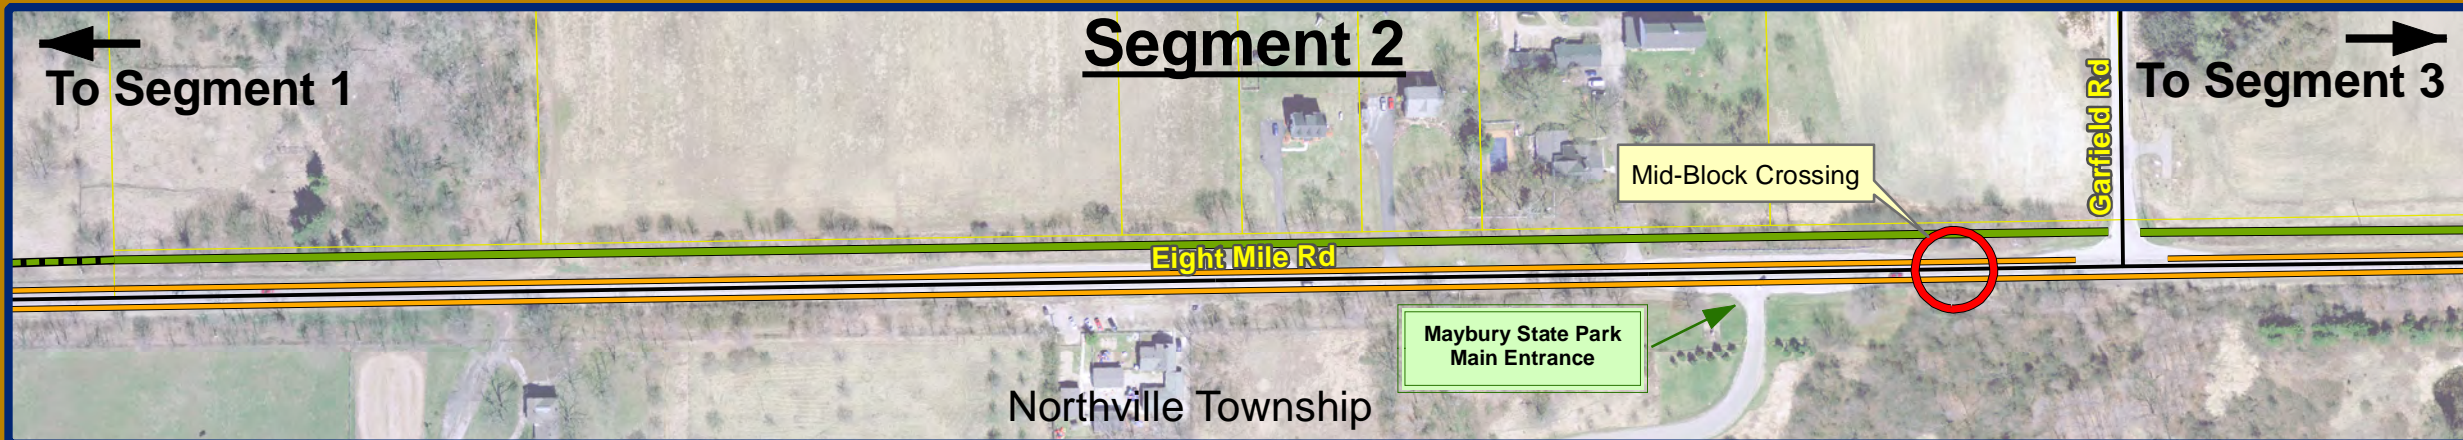 Segment 2
To Segment 1
To Segment 3
Garfield Rd
Mid-Block Crossing
Eight Mile Rd
Maybury State Park
Main Entrance
Northville Township